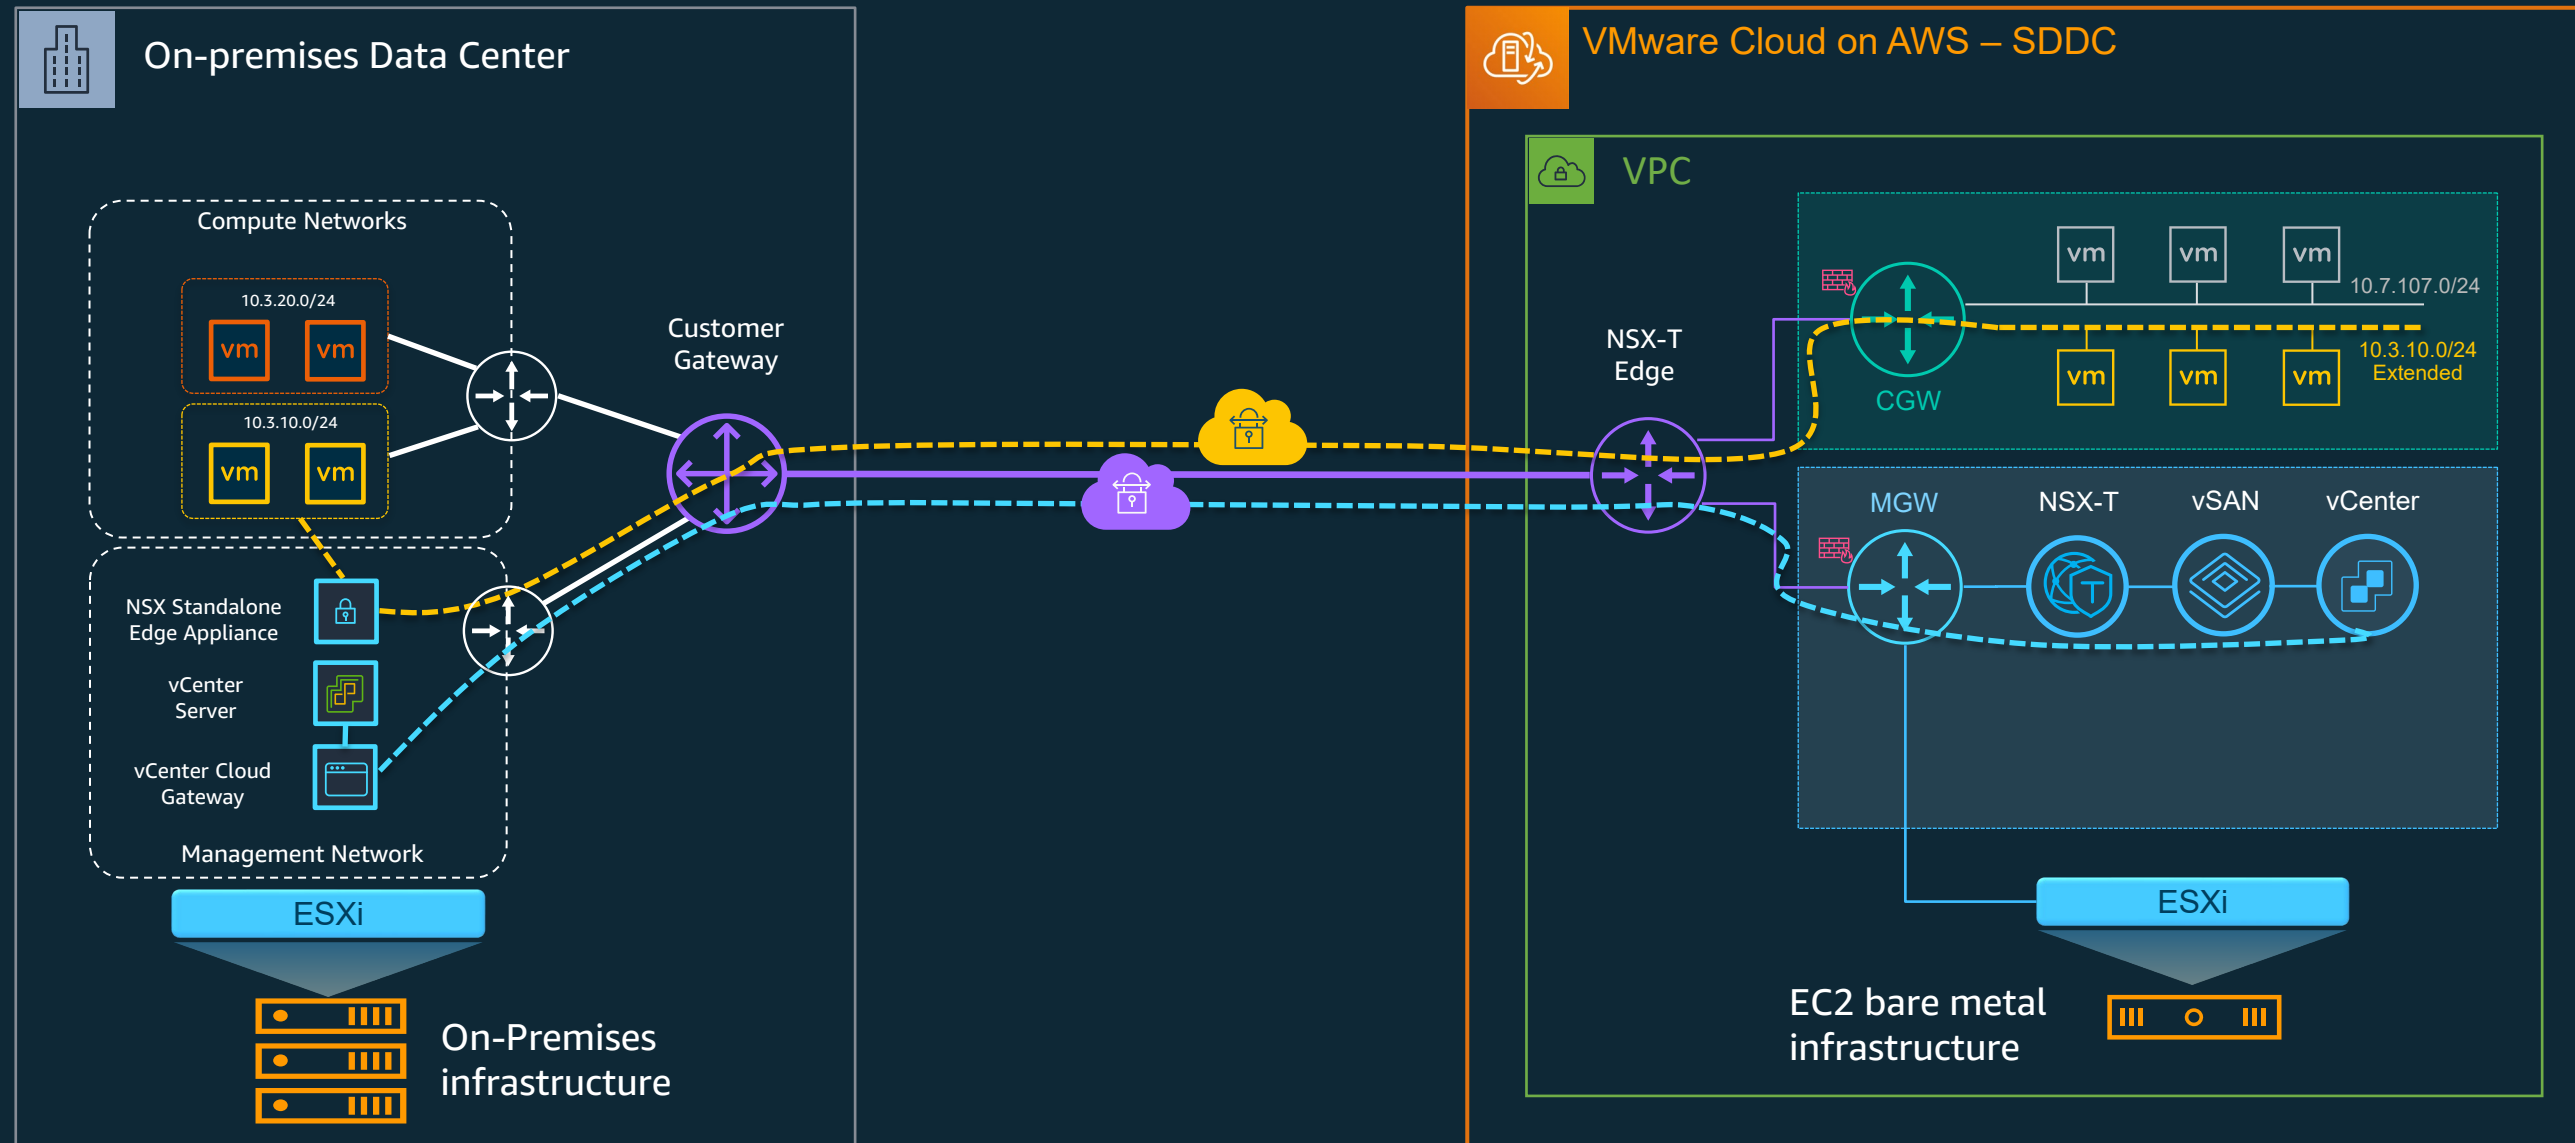 On-premises Data Center
Compute Networks
10.3.20.0/24
vm
vm
10.3.10.0/24
vm
vm
NSX Standalone
Edge Appliance
vCenter
Server
vCenter Cloud
Gateway
Management Network
ESXi
On-Premises
infrastructure
Customer
Gateway
VMware Cloud on AWS – SDDC
VPC
NSX-T
Edge
CGW
vm
vm
vm
10.7.107.0/24
10.3.10.0/24
Extended
vm
vm
vm
MGW
NSX-T
vSAN
vCenter
T
ESXi
EC2 bare metal
infrastructure